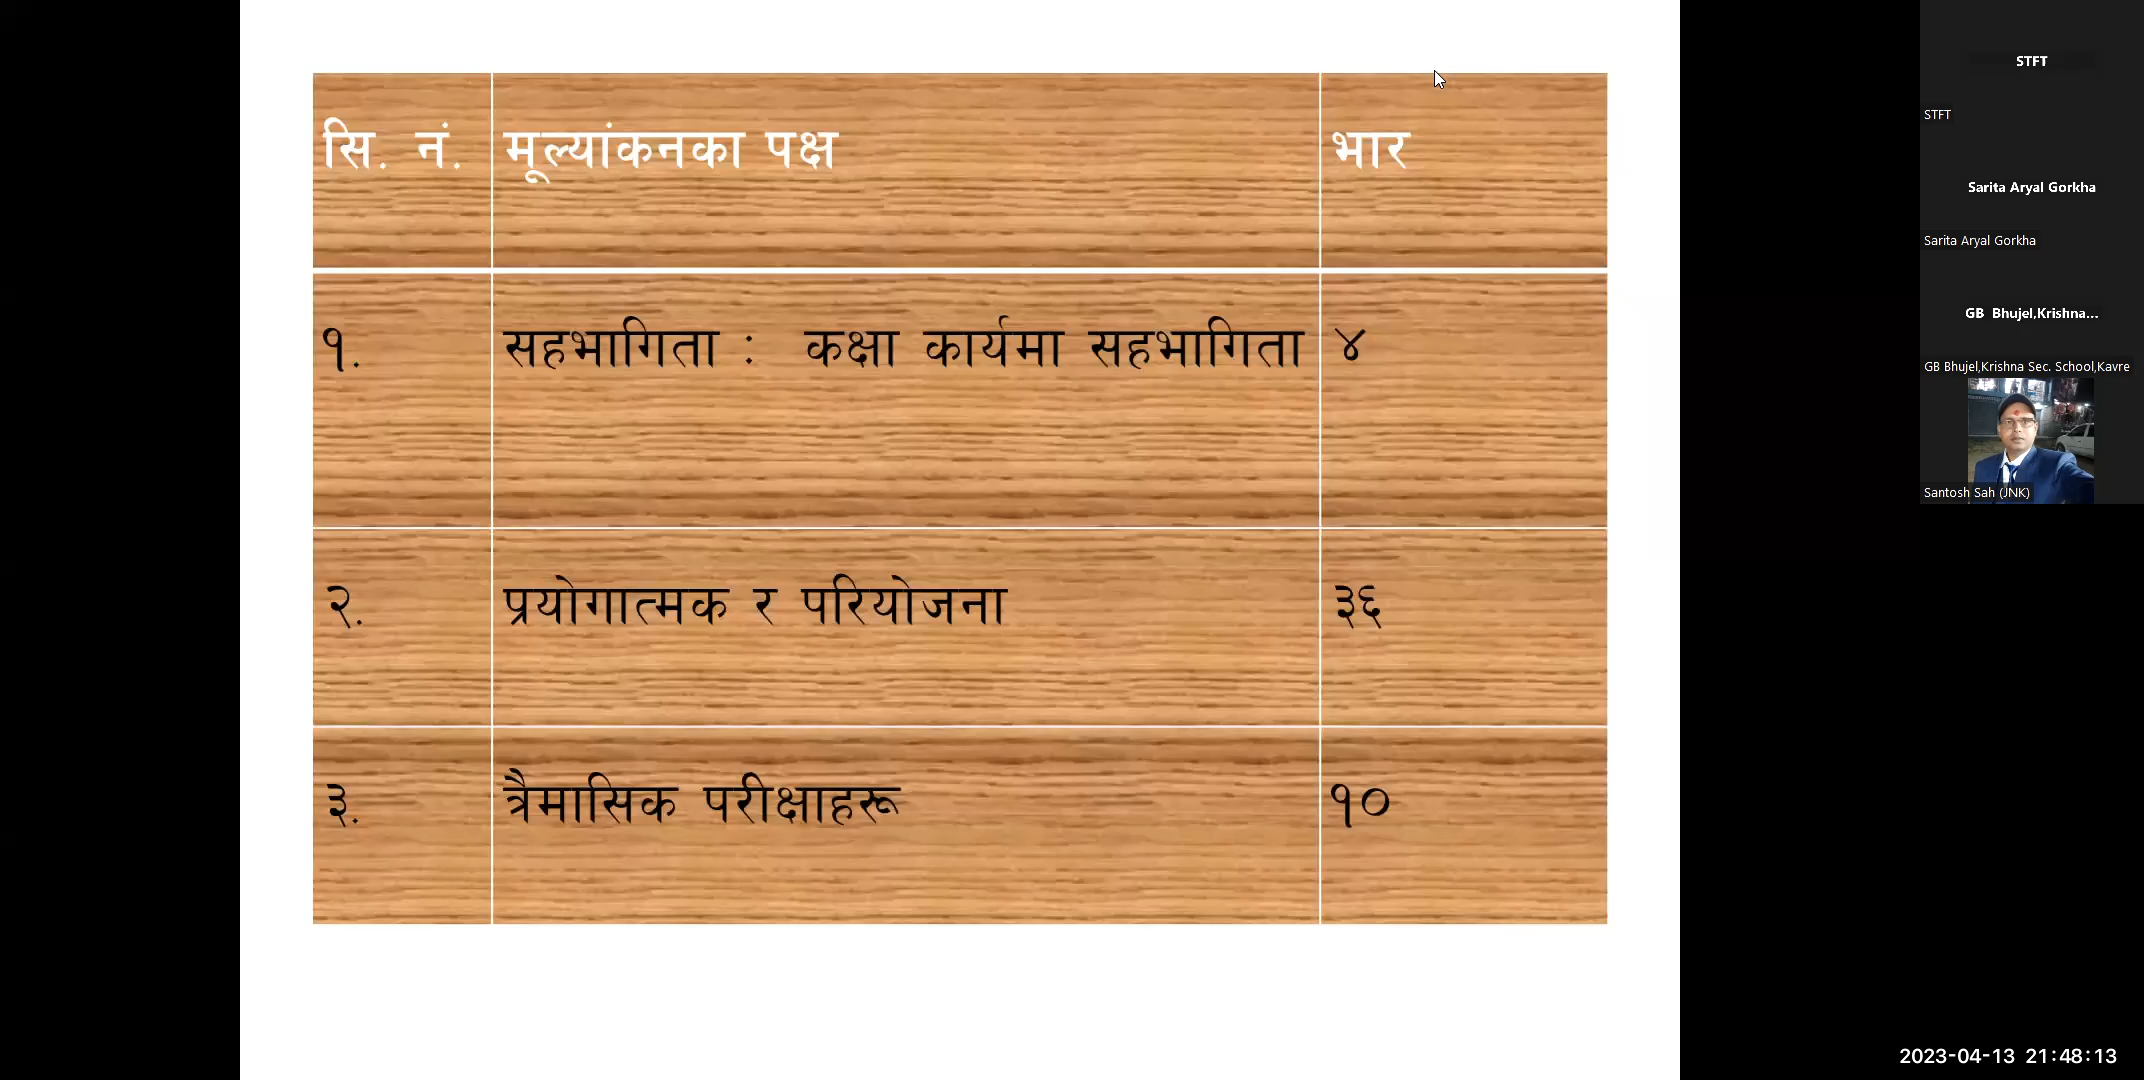 सि. नं. मूल्यांकनका पक्ष भार
१. सहभागिता : कक्षा कार्यमा सहभागिता ४
२. प्रयोगात्मक र परियोजना ३६
३. त्रैमासिक परीक्षाहरू १०
STFT
STFT
Sarita Aryal Gorkha
Sarita Aryal Gorkha
GB Bhujel,Krishna...
GB Bhujel,Krishna Sec. School,Kavre
Santosh Sah (JNK)
2023-04-13 21:48:13